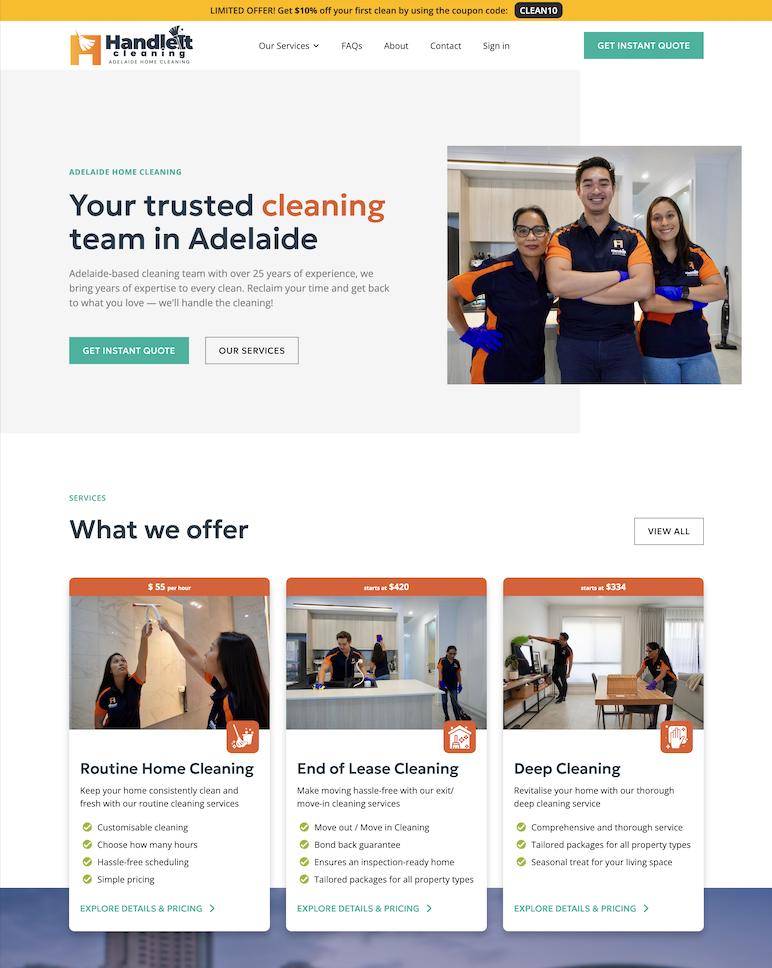 LIMITED OFFER! Get $10% off your first clean by using the coupon code: CLEAN10
HandleIt
cleaning
ADELAIDE HOME CLEANING
Our Services
FAQs
About
Contact
Sign in
GET INSTANT QUOTE
ADELAIDE HOME CLEANING
Your trusted cleaning
team in Adelaide
Adelaide-based cleaning team with over 25 years of experience, we
bring years of expertise to every clean. Reclaim your time and get back
to what you love — we'll handle the cleaning!
GET INSTANT QUOTE
OUR SERVICES
SERVICES
What we offer
VIEW ALL
$ 55 per hour
Routine Home Cleaning
Keep your home consistently clean and
fresh with our routine cleaning services
Customisable cleaning
Choose how many hours
Hassle-free scheduling
Simple pricing
EXPLORE DETAILS & PRICING
starts at $420
End of Lease Cleaning
Make moving hassle-free with our exit/
move-in cleaning services
Move out / Move in Cleaning
Bond back guarantee
Ensures an inspection-ready home
Tailored packages for all property types
EXPLORE DETAILS & PRICING
starts at $334
Deep Cleaning
Revitalise your home with our thorough
deep cleaning service
Comprehensive and thorough service
Tailored packages for all property types
Seasonal treat for your living space
EXPLORE DETAILS & PRICING